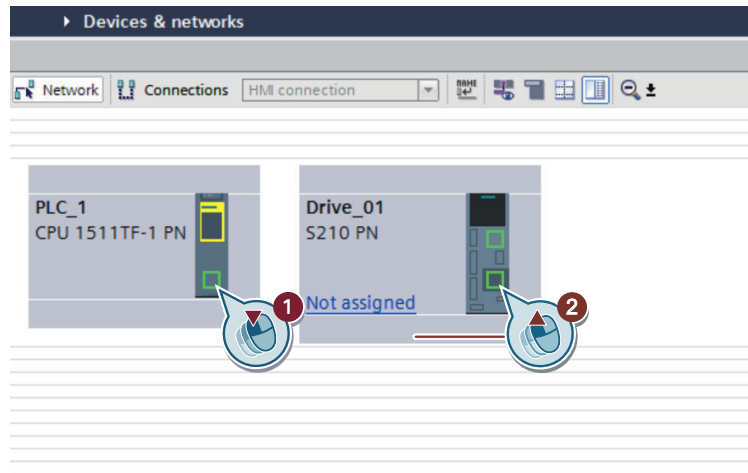 Devices & networks
Network Connections HMI connection
PLC_1
CPU 1511TF-1 PN
Drive_01
S210 PN
Not assigned
1
2